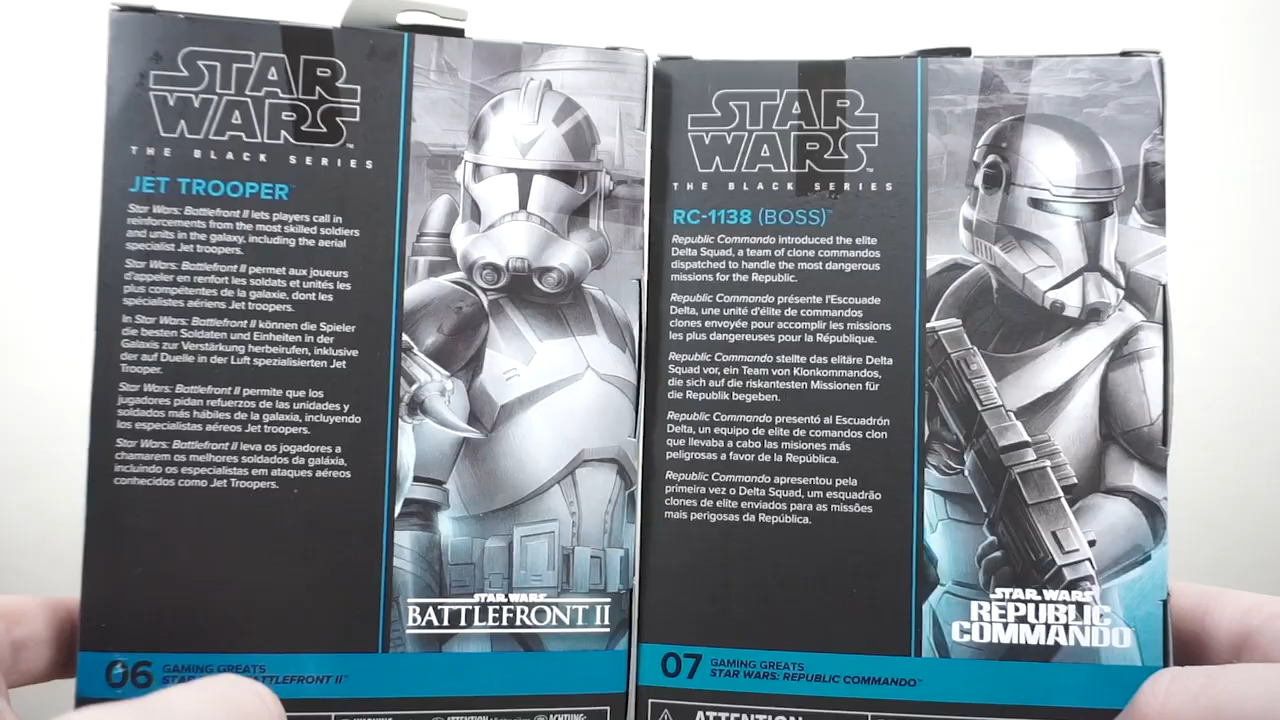 STAR
WARS™
THE BLACK SERIES
JET TROOPER™
Star Wars: Battlefront II lets players call in
reinforcements from the most skilled soldiers
and units in the galaxy, including the aerial
specialist Jet troopers.
Star Wars: Battlefront II permet aux joueurs
d'appeler en renfort les soldats et unités les
plus compétentes de la galaxie, dont les
spécialistes aériens Jet troopers.
In Star Wars: Battlefront II können die Spieler
die besten Soldaten und Einheiten in der
Galaxis zur Verstärkung herbeirufen, inklusive
der auf Duelle in der Luft spezialisierten Jet
Trooper.
Star Wars: Battlefront II permite que los
jugadores pidan refuerzos de las unidades y
soldados más hábiles de la galaxia, incluyendo
los especialistas aéreos Jet troopers.
Star Wars: Battlefront II leva os jogadores a
chamarem os melhores soldados da galáxia,
incluindo os especialistas em ataques aéreos
conhecidos como Jet Troopers.
STAR WARS
BATTLEFRONT II
06 GAMING GREATS
STAR BATTLEFRONT II™
ATTENTION ACHTUNG:
STAR
WARS™
THE BLACK SERIES
RC-1138 (BOSS)™
Republic Commando introduced the elite
Delta Squad, a team of clone commandos
dispatched to handle the most dangerous
missions for the Republic.
Republic Commando présente l'Escouade
Delta, une unité d'élite de commandos
clones envoyée pour accomplir les missions
les plus dangereuses pour la République.
Republic Commando stellte das elitäre Delta
Squad vor, ein Team von Klonkommandos,
die sich auf die riskantesten Missionen für
die Republik begeben.
Republic Commando presentó al Escuadrón
Delta, un equipo de elite de comandos clon
que llevaba a cabo las misiones más
peligrosas a favor de la República.
Republic Commando apresentou pela
primeira vez o Delta Squad, um esquadrão
clones de elite enviados para as missões
mais perigosas da República.
STAR WARS
REPUBLIC
COMMANDO
07 GAMING GREATS
STAR WARS: REPUBLIC COMMANDO™
ATTENTION